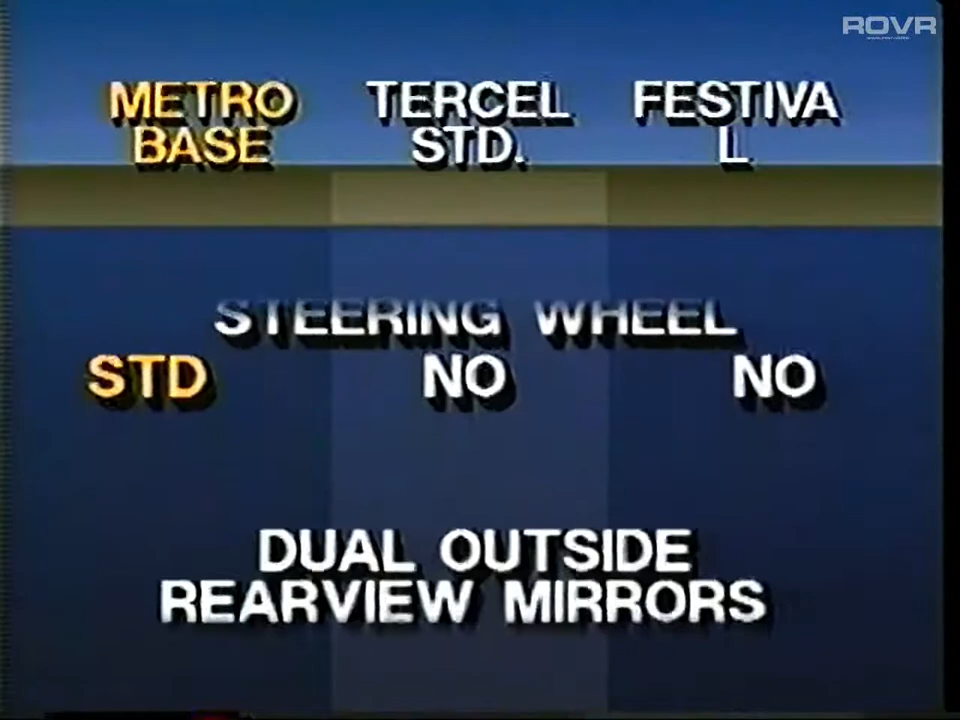 ROVR
METRO TERCEL FESTIVA
BASE STD. L
STEERING WHEEL
STD NO NO
DUAL OUTSIDE
REARVIEW MIRRORS